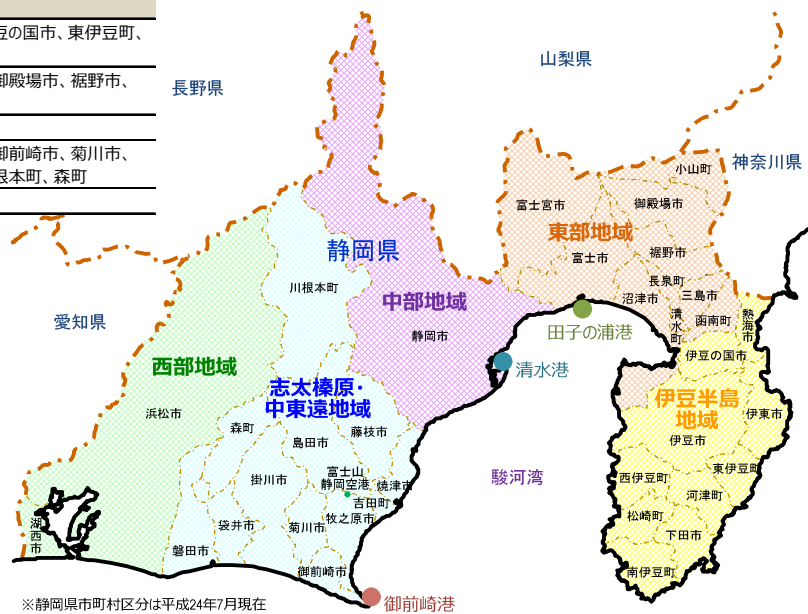 豆の国市、東伊豆町、
御殿場市、裾野市、
御前崎市、菊川市、
根本町、森町
長野県
山梨県
神奈川県
愛知県
静岡県
東部地域
小山町
富士宮市
御殿場市
富士市
裾野市
長泉町
沼津市
三島市
清水町
函南町
熱海市
中部地域
静岡市
川根本町
田子の浦港
清水港
伊豆の国市
伊豆半島
地域
伊東市
伊豆市
東伊豆町
西伊豆町
河津町
松崎町
下田市
南伊豆町
西部地域
浜松市
湖西市
志太榛原・
中東遠地域
森町
島田市
藤枝市
掛川市
富士山
静岡空港
焼津市
吉田町
牧之原市
袋井市
菊川市
磐田市
御前崎市
駿河湾
御前崎港
※静岡県市町村区分は平成24年7月現在